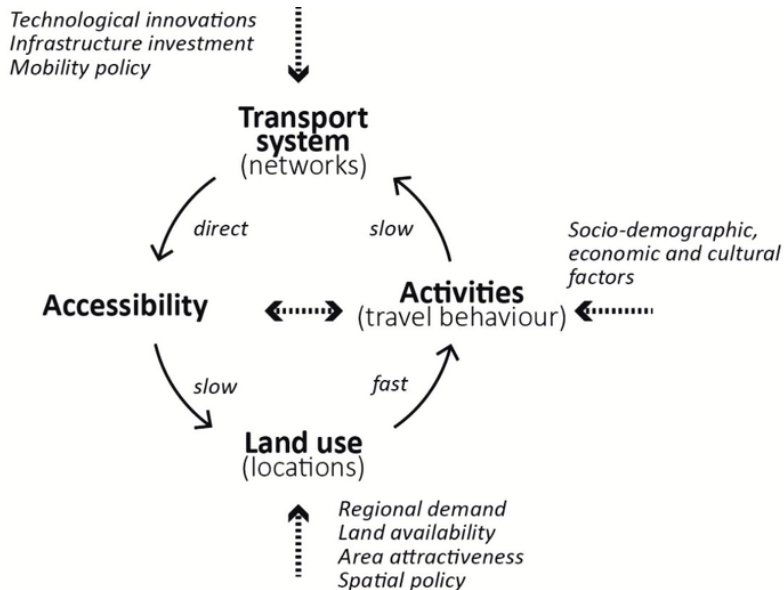 Technological innovations
Infrastructure investment
Mobility policy
Transport
system
(networks)
direct
slow
Socio-demographic,
economic and cultural
factors
Accessibility
Activities
(travel behaviour)
slow
fast
Land use
(locations)
Regional demand
Land availability
Area attractiveness
Spatial policy